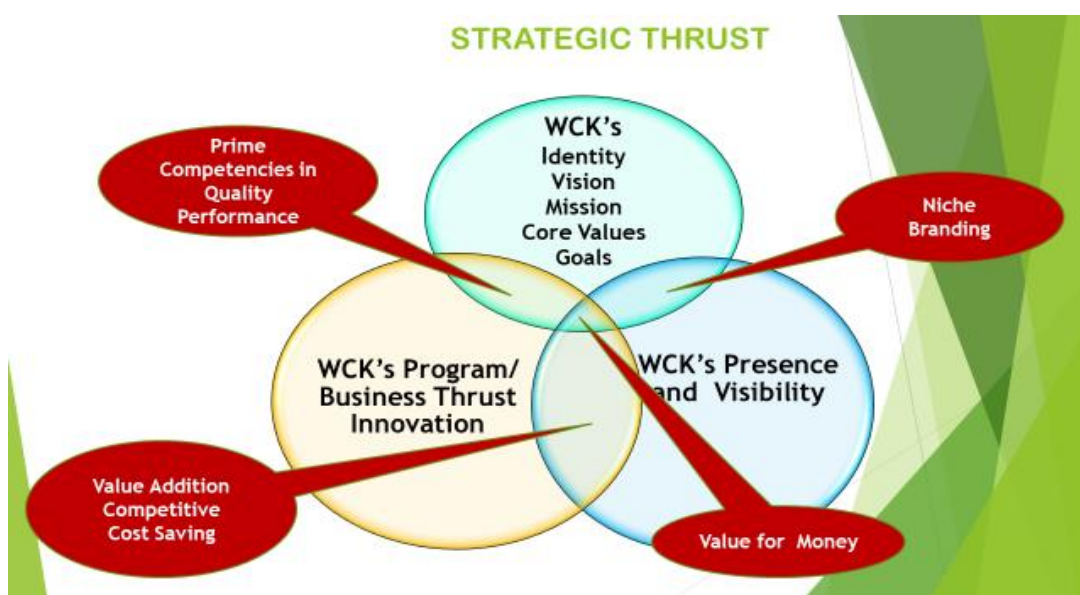 STRATEGIC THRUST
WCK's
Identity
Vision
Mission
Core Values
Goals
Prime
Competencies in
Quality
Performance
Niche
Branding
WCK's Program/
Business Thrust
Innovation
WCK's Presence
and Visibility
Value Addition
Competitive
Cost Saving
Value for Money